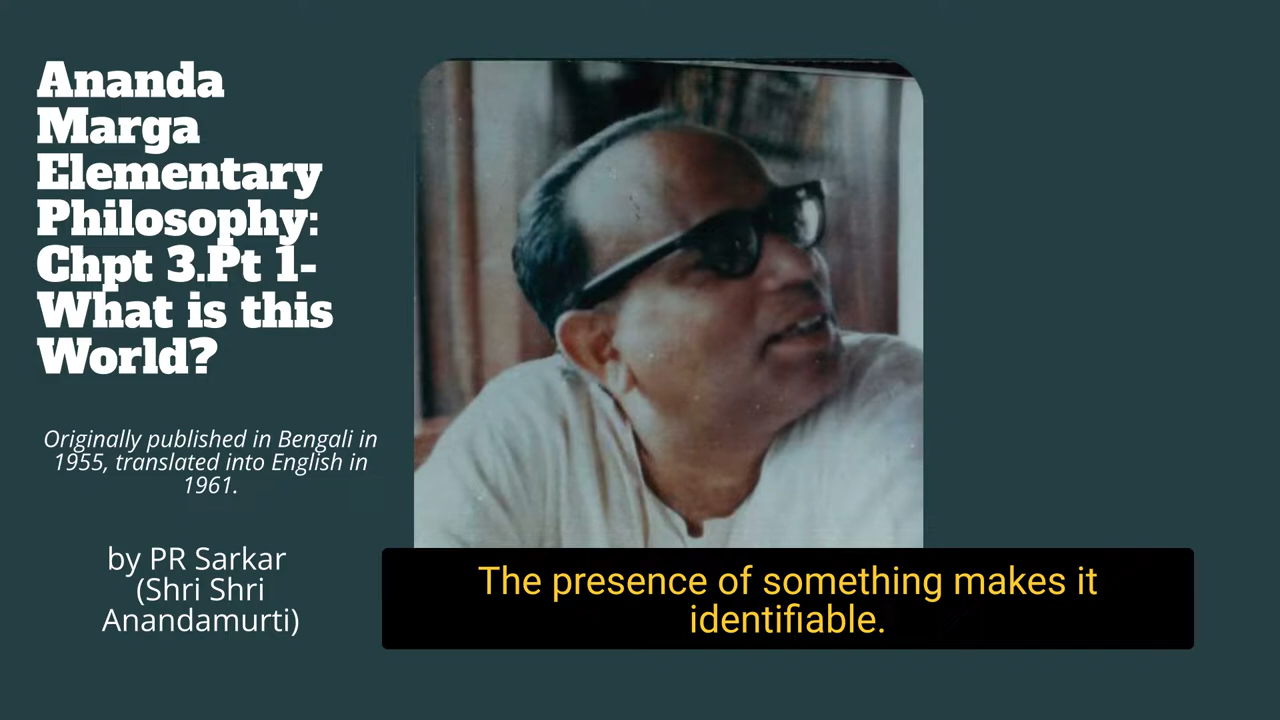 Ananda
Marga
Elementary
Philosophy:
Chpt 3.Pt 1-
What is this
World?
Originally published in Bengali in
1955, translated into English in
1961.
by PR Sarkar
(Shri Shri
Anandamurti)
The presence of something makes it
identifiable.